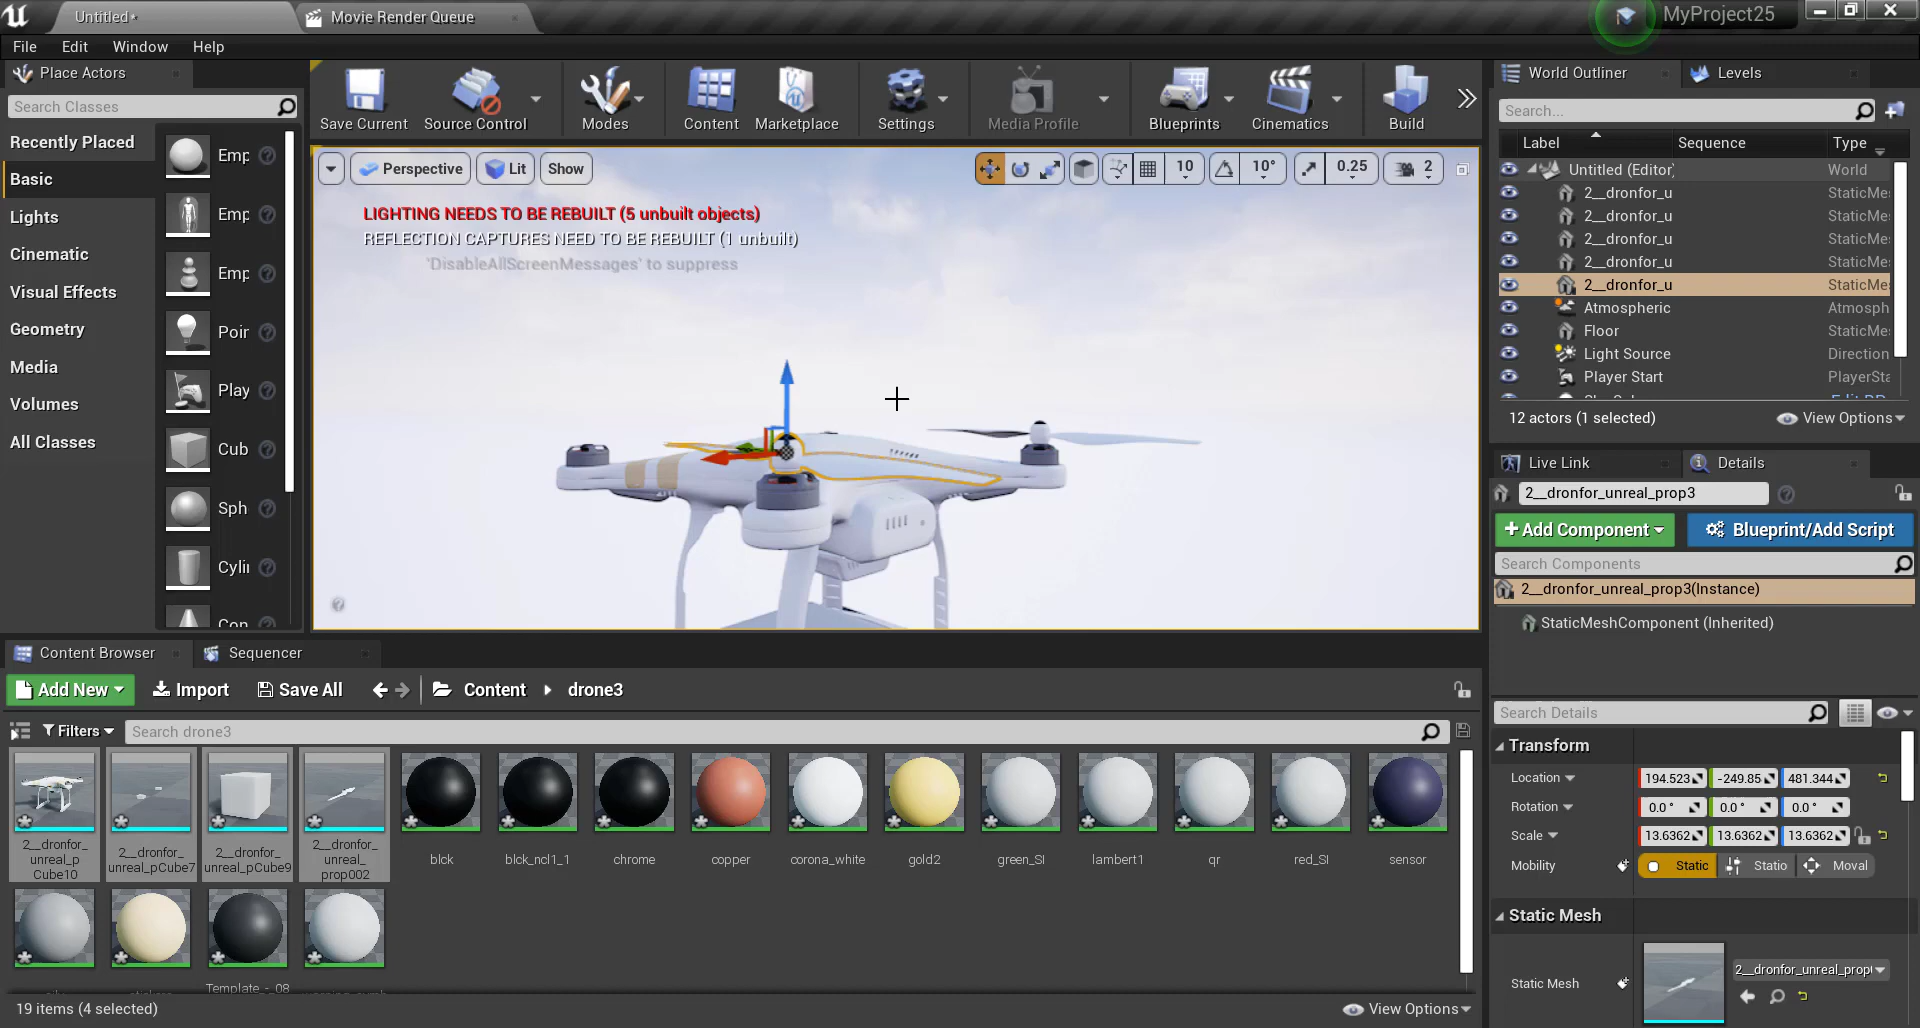 Untitled*
Movie Render Queue
MyProject25
File Edit Window Help
Place Actors
Search Classes
Recently Placed
Basic
Lights
Cinematic
Visual Effects
Geometry
Media
Volumes
All Classes
Emp
Emp
Emp
Poin
Play
Cub
Sph
Cylin
Con
Save Current
Source Control
Modes
Content
Marketplace
Settings
Media Profile
Blueprints
Cinematics
Build
Perspective
Lit
Show
10
10°
0.25
2
LIGHTING NEEDS TO BE REBUILT (5 unbuilt objects)
REFLECTION CAPTURES NEED TO BE REBUILT (1 unbuilt)
'DisableAllScreenMessages' to suppress
World Outliner
Levels
Search...
Label Sequence Type
Untitled (Editor) World
2__dronfor_u StaticMe
2__dronfor_u StaticMe
2__dronfor_u StaticMe
2__dronfor_u StaticMe
2__dronfor_u StaticMe
Atmospheric Atmosph
Floor StaticMe
Light Source Direction
Player Start PlayerSta
12 actors (1 selected)
View Options
Live Link
Details
2__dronfor_unreal_prop3
+Add Component
Blueprint/Add Script
Search Components
2__dronfor_unreal_prop3(Instance)
StaticMeshComponent (Inherited)
Search Details
Transform
Location 194.523 -249.85 481.344
Rotation 0.0° 0.0° 0.0°
Scale 13.6362 13.6362 13.6362
Mobility Static Statio Moval
Static Mesh
Static Mesh
2__dronfor_unreal_prop
Content Browser
Sequencer
Add New
Import
Save All
Content
drone3
Filters
Search drone3
2__dronfor_
unreal_p
Cube10
2__dronfor_
unreal_pCube7
2__dronfor_
unreal_pCube9
2__dronfor_
unreal_
prop002
blck
blck_ncl1_1
chrome
copper
corona_white
gold2
green_SI
lambert1
qr
red_SI
sensor
Template_-_08
19 items (4 selected)
View Options